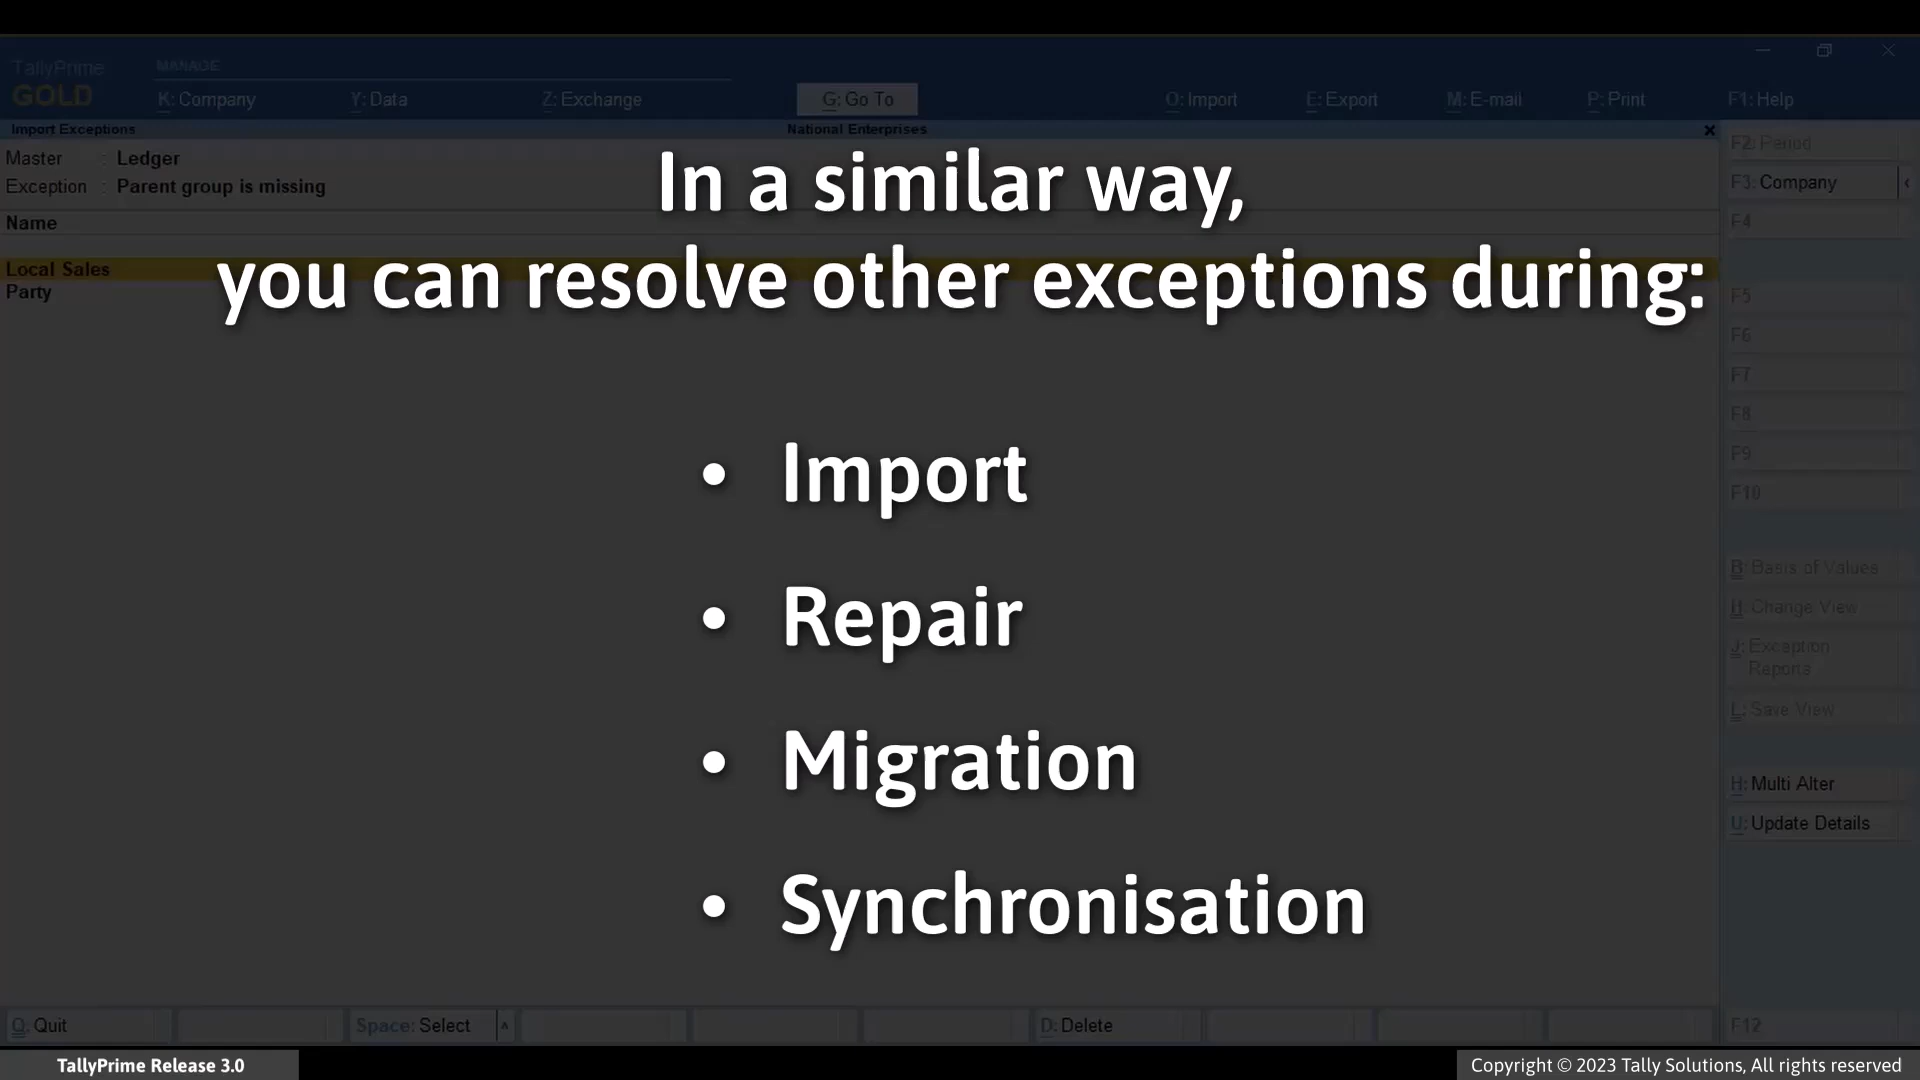 TallyPrime
GOLD
MANAGE
K: Company
Y: Data
Z: Exchange
G: Go To
O: Import
E: Export
M: E-mail
P: Print
F1: Help
Import Exceptions
National Enterprises
Master : Ledger
Exception : Parent group is missing
Name
Local Sales
Party
In a similar way,
you can resolve other exceptions during:
• Import
• Repair
• Migration
• Synchronisation
F2: Period
F3: Company
F4
F5
F6
F7
F8
F9
F10
B: Basis of Values
H: Change View
J: Exception
Reports
L: Save View
H: Multi Alter
U: Update Details
F12
Q: Quit
Space: Select
D: Delete
TallyPrime Release 3.0
Copyright © 2023 Tally Solutions, All rights reserved